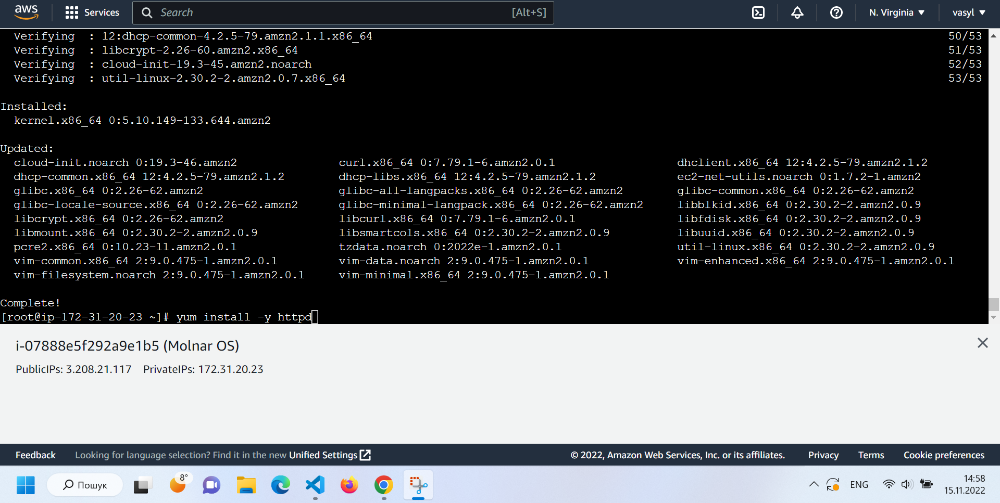 aws Services Search [Alt+S] N. Virginia vasyl
Verifying : 12:dhcp-common-4.2.5-79.amzn2.1.1.x86_64 50/53
Verifying : libcrypt-2.26-60.amzn2.x86_64 51/53
Verifying : cloud-init-19.3-45.amzn2.noarch 52/53
Verifying : util-linux-2.30.2-2.amzn2.0.7.x86_64 53/53
Installed:
kernel.x86_64 0:5.10.149-133.644.amzn2
Updated:
cloud-init.noarch 0:19.3-46.amzn2 curl.x86_64 0:7.79.1-6.amzn2.0.1 dhclient.x86_64 12:4.2.5-79.amzn2.1.2
dhcp-common.x86_64 12:4.2.5-79.amzn2.1.2 dhcp-libs.x86_64 12:4.2.5-79.amzn2.1.2 ec2-net-utils.noarch 0:1.7.2-1.amzn2
glibc.x86_64 0:2.26-62.amzn2 glibc-all-langpacks.x86_64 0:2.26-62.amzn2 glibc-common.x86_64 0:2.26-62.amzn2
glibc-locale-source.x86_64 0:2.26-62.amzn2 glibc-minimal-langpack.x86_64 0:2.26-62.amzn2 libblkid.x86_64 0:2.30.2-2.amzn2.0.9
libcrypt.x86_64 0:2.26-62.amzn2 libcurl.x86_64 0:7.79.1-6.amzn2.0.1 libfdisk.x86_64 0:2.30.2-2.amzn2.0.9
libmount.x86_64 0:2.30.2-2.amzn2.0.9 libsmartcols.x86_64 0:2.30.2-2.amzn2.0.9 libuuid.x86_64 0:2.30.2-2.amzn2.0.9
pcre2.x86_64 0:10.23-11.amzn2.0.1 tzdata.noarch 0:2022e-1.amzn2.0.1 util-linux.x86_64 0:2.30.2-2.amzn2.0.9
vim-common.x86_64 2:9.0.475-1.amzn2.0.1 vim-data.noarch 2:9.0.475-1.amzn2.0.1 vim-enhanced.x86_64 2:9.0.475-1.amzn2.0.1
vim-filesystem.noarch 2:9.0.475-1.amzn2.0.1 vim-minimal.x86_64 2:9.0.475-1.amzn2.0.1
Complete!
[root@ip-172-31-20-23 ~]# yum install -y httpd
i-07888e5f292a9e1b5 (Molnar OS)
PublicIPs: 3.208.21.117 PrivateIPs: 172.31.20.23
Feedback Looking for language selection? Find it in the new Unified Settings © 2022, Amazon Web Services, Inc. or its affiliates. Privacy Terms Cookie preferences
Пошук 8° ENG 14:58
15.11.2022